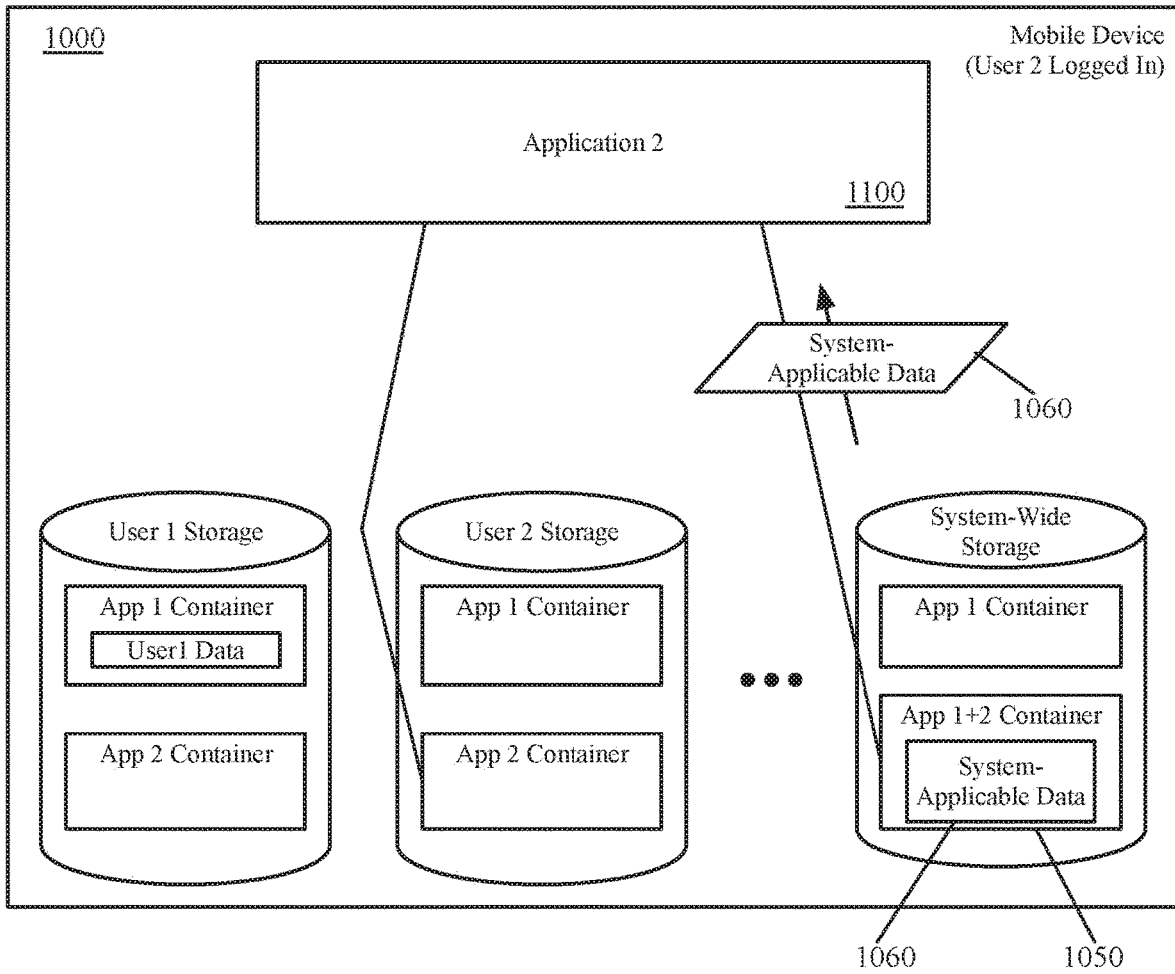 1000
Mobile Device
(User 2 Logged In)
Application 2
1100
System-
Applicable Data
1060
User 1 Storage
App 1 Container
User1 Data
App 2 Container
User 2 Storage
App 1 Container
App 2 Container
System-Wide
Storage
App 1 Container
App 1+2 Container
System-
Applicable Data
1060
1050